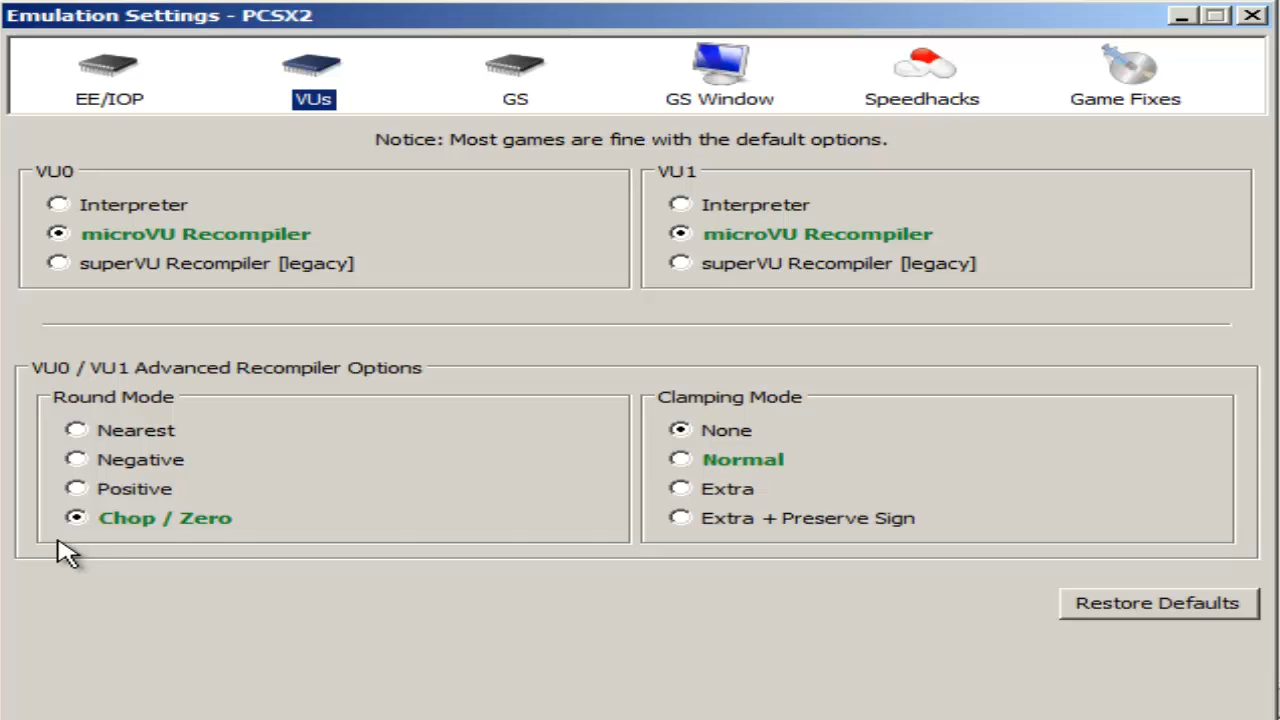 Emulation Settings - PCSX2
EE/IOP VUs GS GS Window Speedhacks Game Fixes
Notice: Most games are fine with the default options.
VU0
Interpreter
microVU Recompiler
superVU Recompiler [legacy]
VU1
Interpreter
microVU Recompiler
superVU Recompiler [legacy]
VU0 / VU1 Advanced Recompiler Options
Round Mode
Nearest
Negative
Positive
Chop / Zero
Clamping Mode
None
Normal
Extra
Extra + Preserve Sign
Restore Defaults